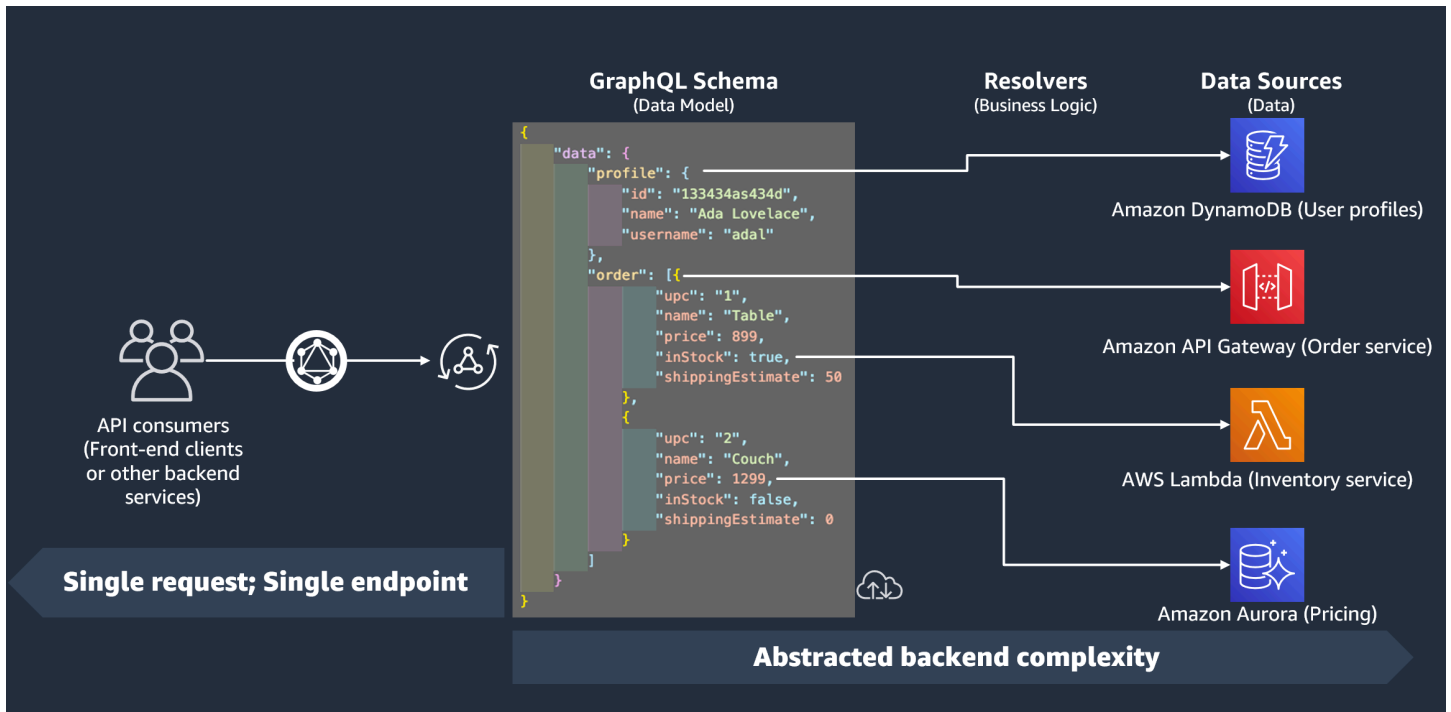 GraphQL Schema
(Data Model)
Resolvers
(Business Logic)
Data Sources
(Data)
{
"data": {
"profile": {
"id": "133434as434d",
"name": "Ada Lovelace",
"username": "adal"
},
"order": [{
"upc": "1",
"name": "Table",
"price": 899,
"inStock": true,
"shippingEstimate": 50
},
{
"upc": "2",
"name": "Couch",
"price": 1299,
"inStock": false,
"shippingEstimate": 0
}
]
}
}
Amazon DynamoDB (User profiles)
</>
Amazon API Gateway (Order service)
AWS Lambda (Inventory service)
Amazon Aurora (Pricing)
API consumers
(Front-end clients
or other backend
services)
Single request; Single endpoint
Abstracted backend complexity